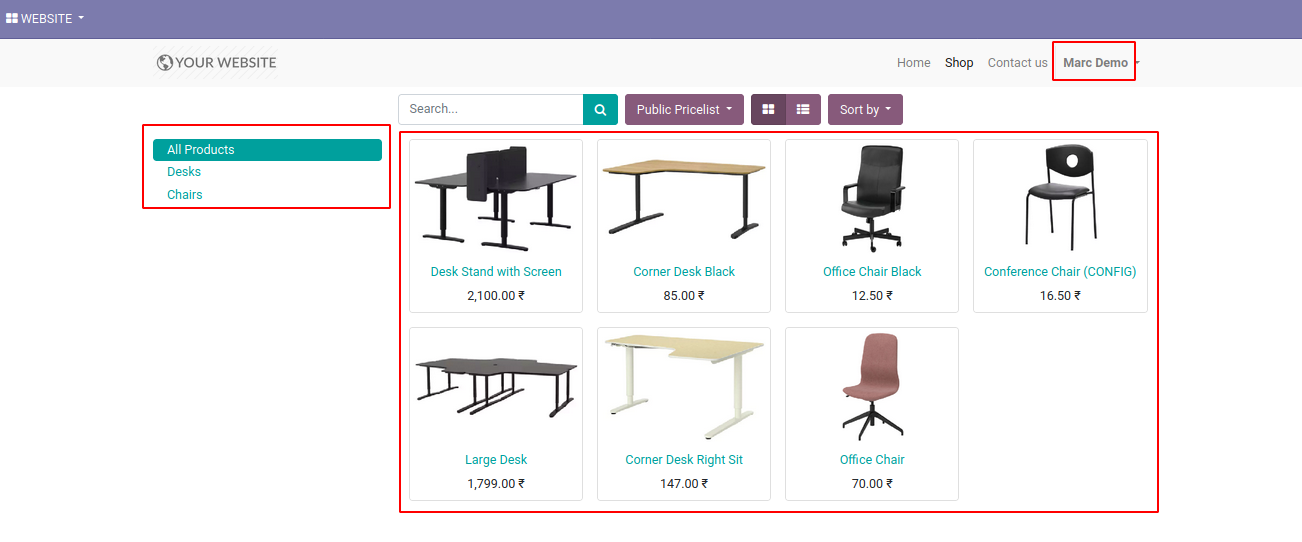 WEBSITE
YOUR WEBSITE
Home Shop Contact us Marc Demo
Search... Public Pricelist Sort by
All Products
Desks
Chairs
Desk Stand with Screen
2,100.00 ₹
Corner Desk Black
85.00 ₹
Office Chair Black
12.50 ₹
Conference Chair (CONFIG)
16.50 ₹
Large Desk
1,799.00 ₹
Corner Desk Right Sit
147.00 ₹
Office Chair
70.00 ₹